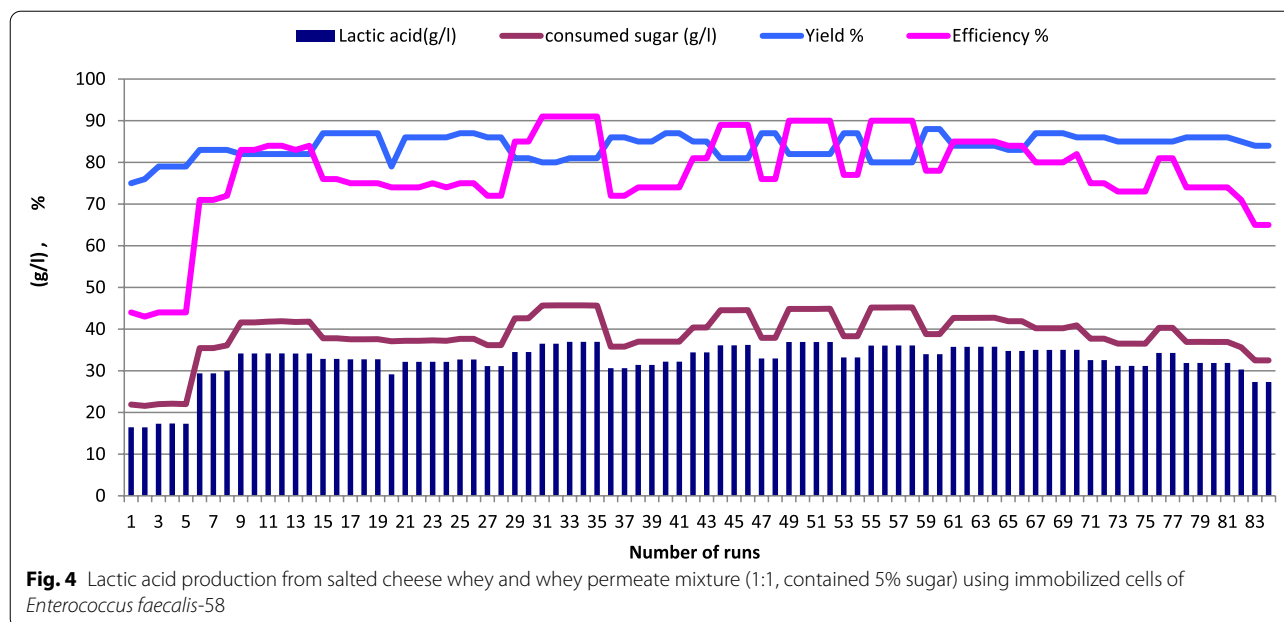 Lactic acid(g/l) consumed sugar (g/l) Yield % Efficiency %
100
90
80
70
60
50
40
30
20
10
0
(g/l) , %
1 3 5 7 9 11 13 15 17 19 21 23 25 27 29 31 33 35 37 39 41 43 45 47 49 51 53 55 57 59 61 63 65 67 69 71 73 75 77 79 81 83
Number of runs
Fig. 4 Lactic acid production from salted cheese whey and whey permeate mixture (1:1, contained 5% sugar) using immobilized cells of
Enterococcus faecalis-58